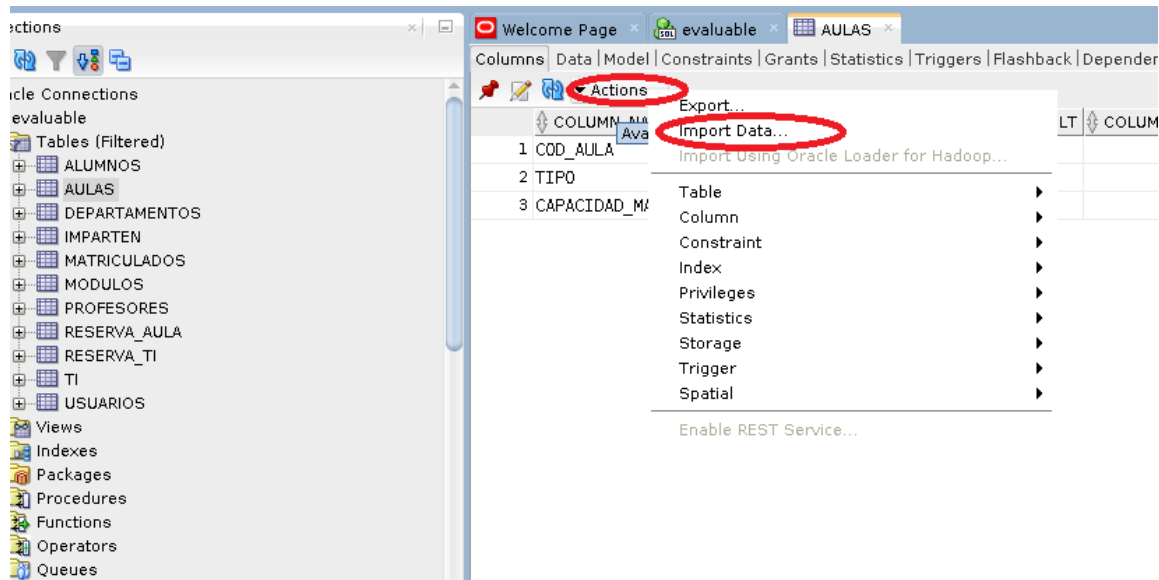 ections
Welcome Page
evaluable
AULAS
Columns Data Model Constraints Grants Statistics Triggers Flashback Depender
Actions
icle Connections
evaluable
Tables (Filtered)
ALUMNOS
AULAS
DEPARTAMENTOS
IMPARTEN
MATRICULADOS
MODULOS
PROFESORES
RESERVA_AULA
RESERVA_TI
TI
USUARIOS
Views
Indexes
Packages
Procedures
Functions
Operators
Queues
COLUMN_NA
Ava
LT
COLUM
1 COD_AULA
2 TIPO
3 CAPACIDAD_MA
Export...
Import Data...
Import Using Oracle Loader for Hadoop...
Table
Column
Constraint
Index
Privileges
Statistics
Storage
Trigger
Spatial
Enable REST Service...